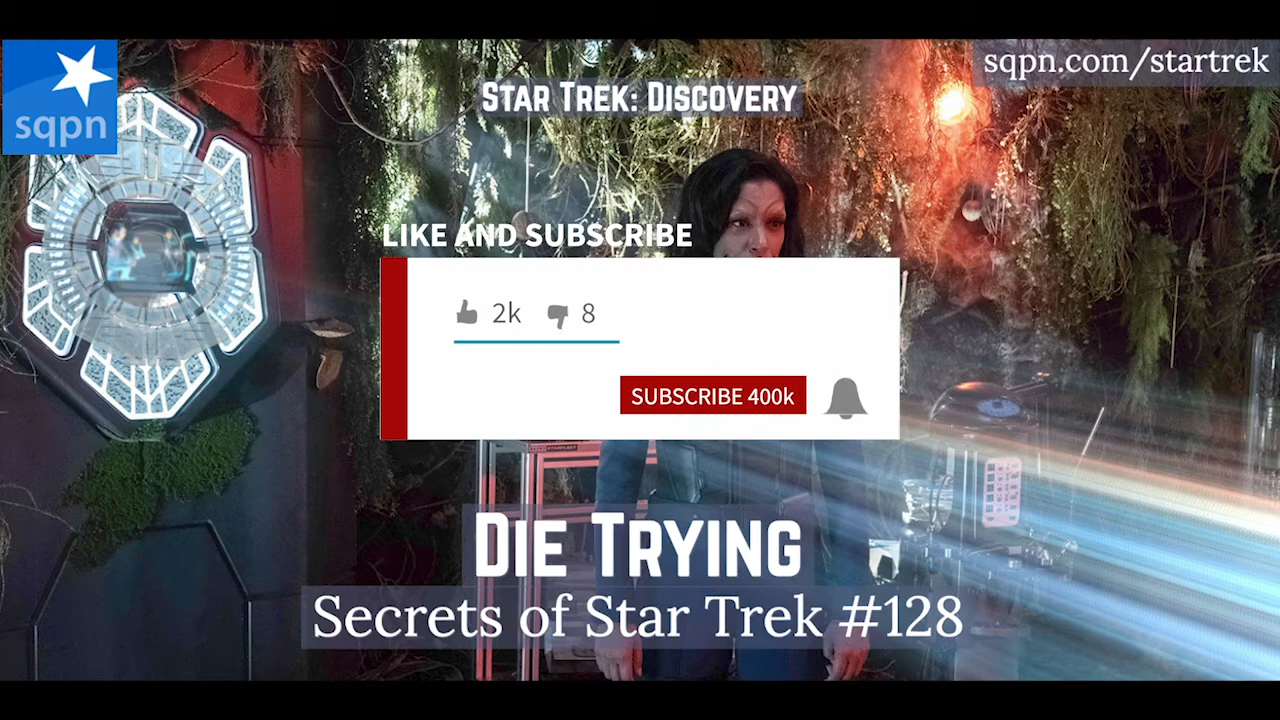 sqpn
sqpn.com/startrek
STAR TREK: DISCOVERY
LIKE AND SUBSCRIBE
2k 8
SUBSCRIBE 400k
DIE TRYING
Secrets of Star Trek #128